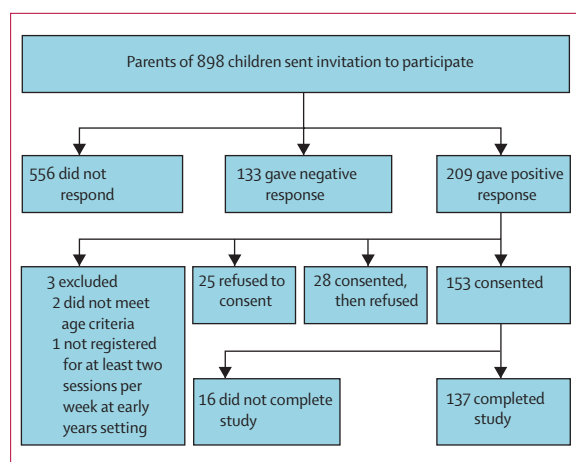 Parents of 898 children sent invitation to participate
556 did not
respond
133 gave negative
response
209 gave positive
response
3 excluded
2 did not meet
age criteria
1 not registered
for at least two
sessions per
week at early
years setting
25 refused to
consent
28 consented,
then refused
153 consented
16 did not complete
study
137 completed
study